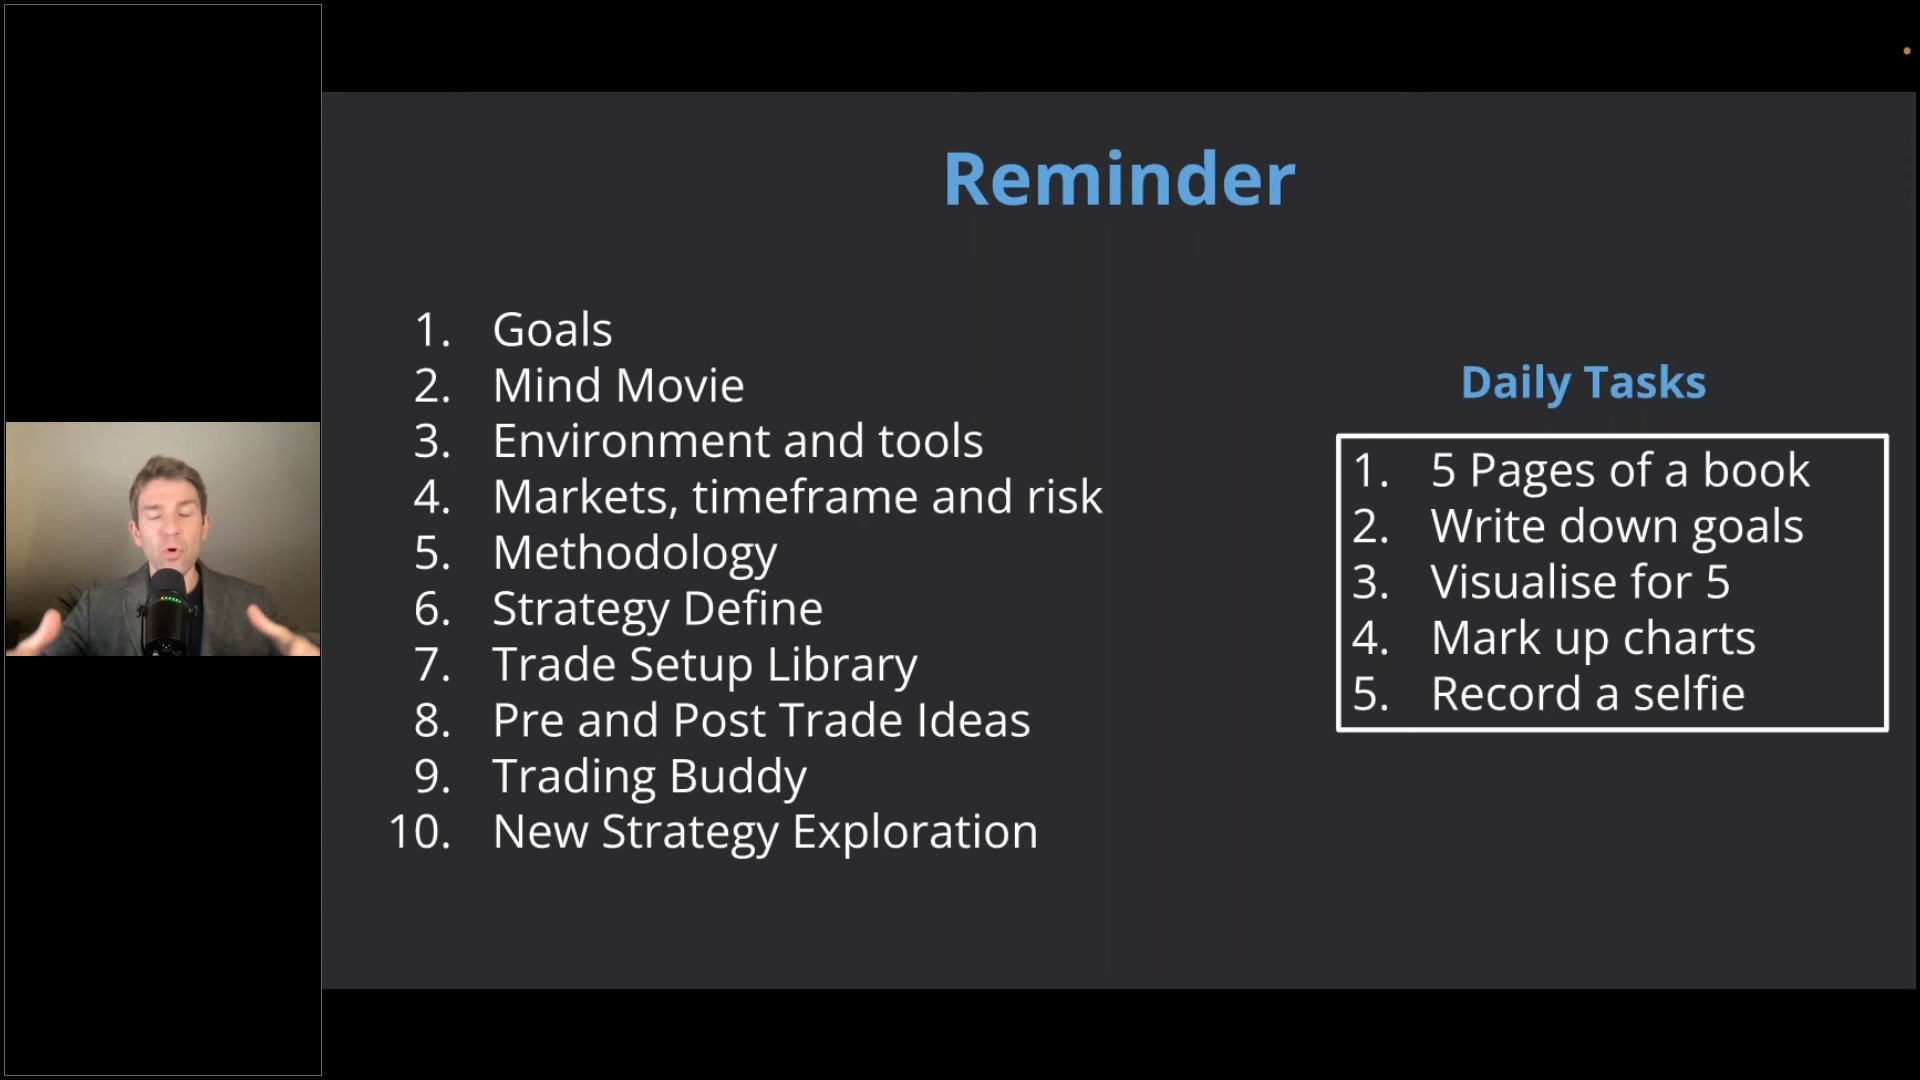 Reminder
1. Goals
2. Mind Movie
3. Environment and tools
4. Markets, timeframe and risk
5. Methodology
6. Strategy Define
7. Trade Setup Library
8. Pre and Post Trade Ideas
9. Trading Buddy
10. New Strategy Exploration
Daily Tasks
1. 5 Pages of a book
2. Write down goals
3. Visualise for 5
4. Mark up charts
5. Record a selfie